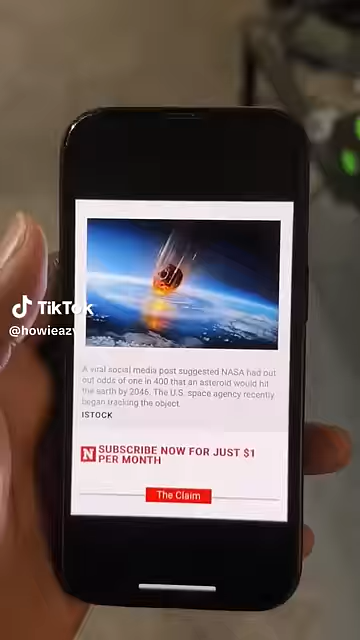 TikTok
@howieazy
A viral social media post suggested NASA had out
out odds of one in 400 that an asteroid would hit
the earth by 2046. The U.S. space agency recently
began tracking the object.
ISTOCK
N SUBSCRIBE NOW FOR JUST $1
PER MONTH
The Claim